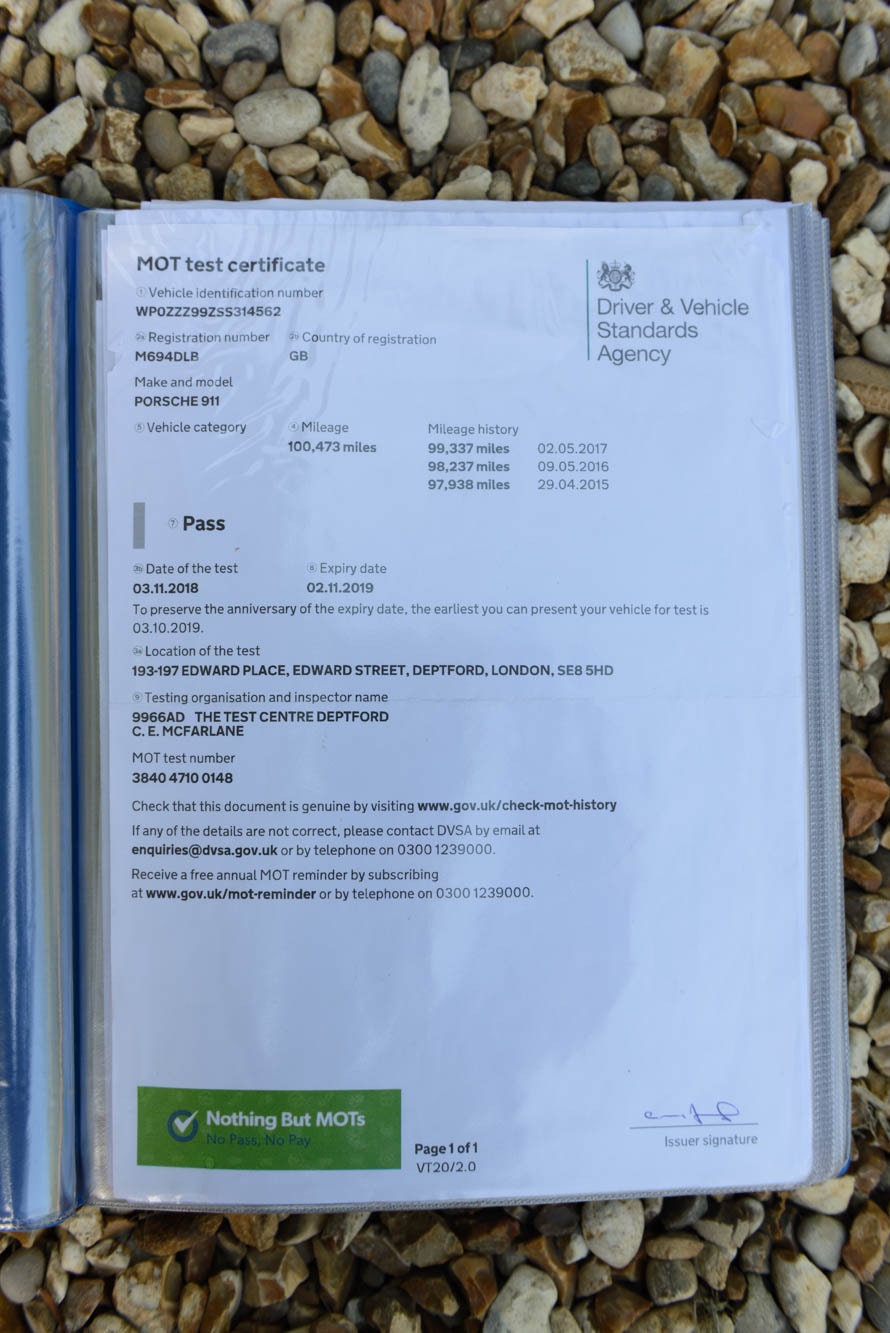 MOT test certificate
① Vehicle identification number
WP0ZZZ99ZSS314562
Registration number Country of registration
M694DLB GB
Make and model
PORSCHE 911
⑤ Vehicle category ④ Mileage Mileage history
100,473 miles 99,337 miles 02.05.2017
98,237 miles 09.05.2016
97,938 miles 29.04.2015
⑦ Pass
Date of the test ⑧ Expiry date
03.11.2018 02.11.2019
To preserve the anniversary of the expiry date, the earliest you can present your vehicle for test is
03.10.2019.
Location of the test
193-197 EDWARD PLACE, EDWARD STREET, DEPTFORD, LONDON, SE8 5HD
⑨ Testing organisation and inspector name
9966AD THE TEST CENTRE DEPTFORD
C. E. MCFARLANE
MOT test number
3840 4710 0148
Check that this document is genuine by visiting www.gov.uk/check-mot-history
If any of the details are not correct, please contact DVSA by email at
enquiries@dvsa.gov.uk or by telephone on 0300 1239000.
Receive a free annual MOT reminder by subscribing
at www.gov.uk/mot-reminder or by telephone on 0300 1239000.
Driver & Vehicle
Standards
Agency
Nothing But MOTs
No Pass, No Pay
Page 1 of 1
VT20/2.0
Issuer signature